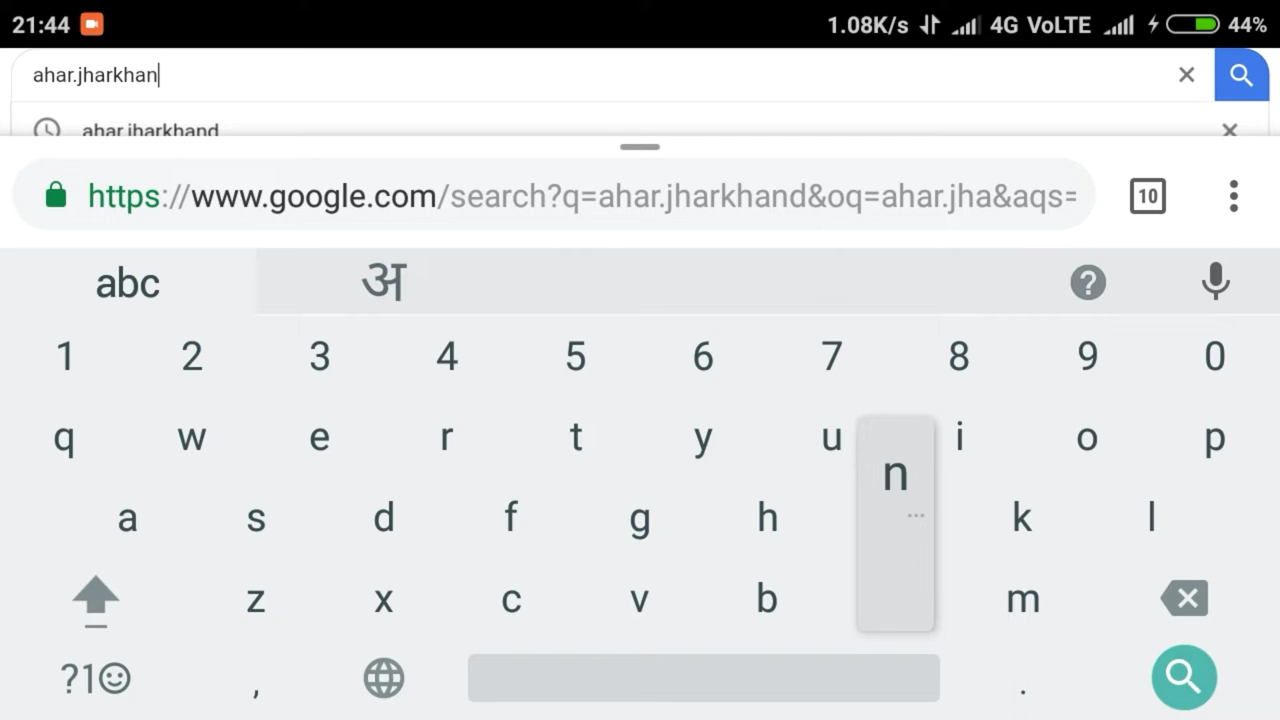 21:44 1.08K/s 4G VoLTE 44%
ahar.jharkhan
ahar.jharkhand
https://www.google.com/search?q=ahar.jharkhand&oq=ahar.jha&aqs= 10
abc अ ?
1 2 3 4 5 6 7 8 9 0
q w e r t y u i o p
n
a s d f g h k l
z x c v b m
?1☺ , .